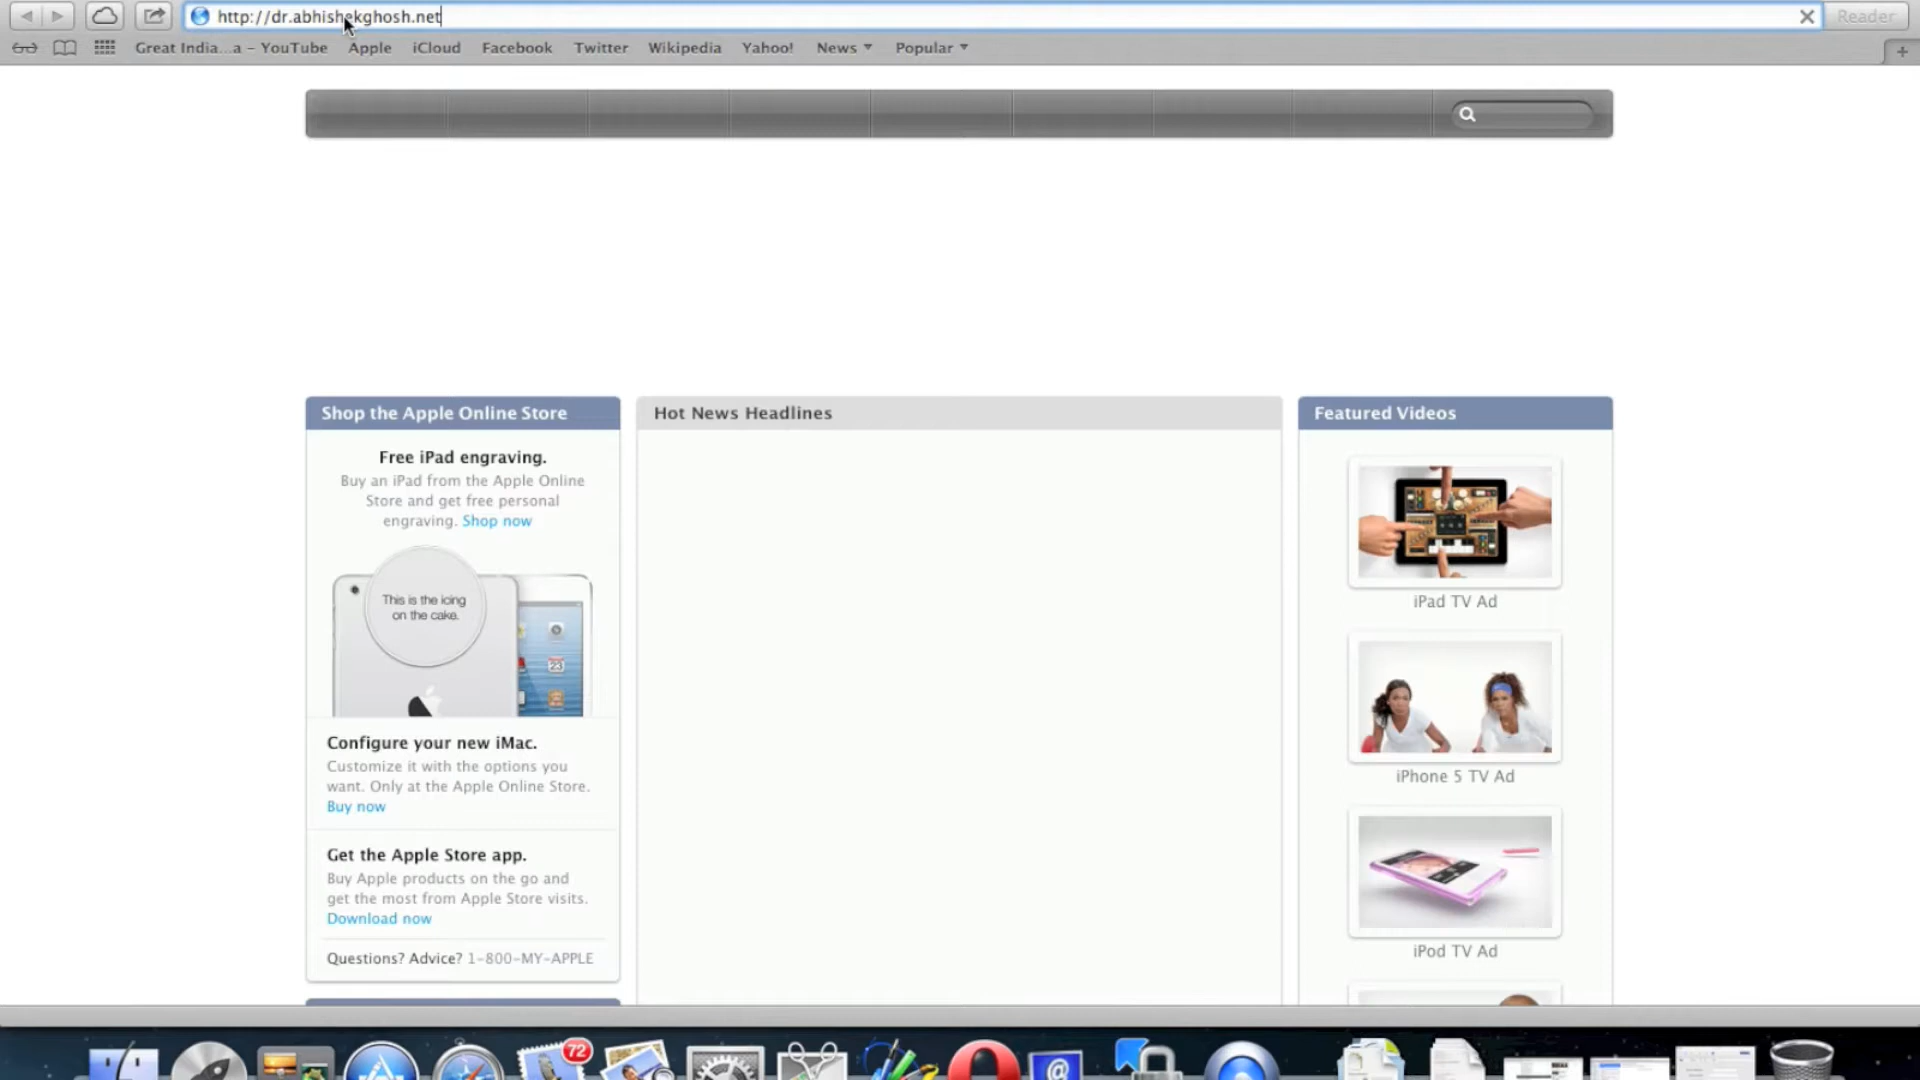 http://dr.abhishekghosh.net
Reader
Great India...a – YouTube Apple iCloud Facebook Twitter Wikipedia Yahoo! News Popular
Shop the Apple Online Store
Free iPad engraving.
Buy an iPad from the Apple Online
Store and get free personal
engraving. Shop now
This is the icing
on the cake.
Configure your new iMac.
Customize it with the options you
want. Only at the Apple Online Store.
Buy now
Get the Apple Store app.
Buy Apple products on the go and
get the most from Apple Store visits.
Download now
Questions? Advice? 1-800-MY-APPLE
Hot News Headlines
Featured Videos
iPad TV Ad
iPhone 5 TV Ad
iPod TV Ad
72
@